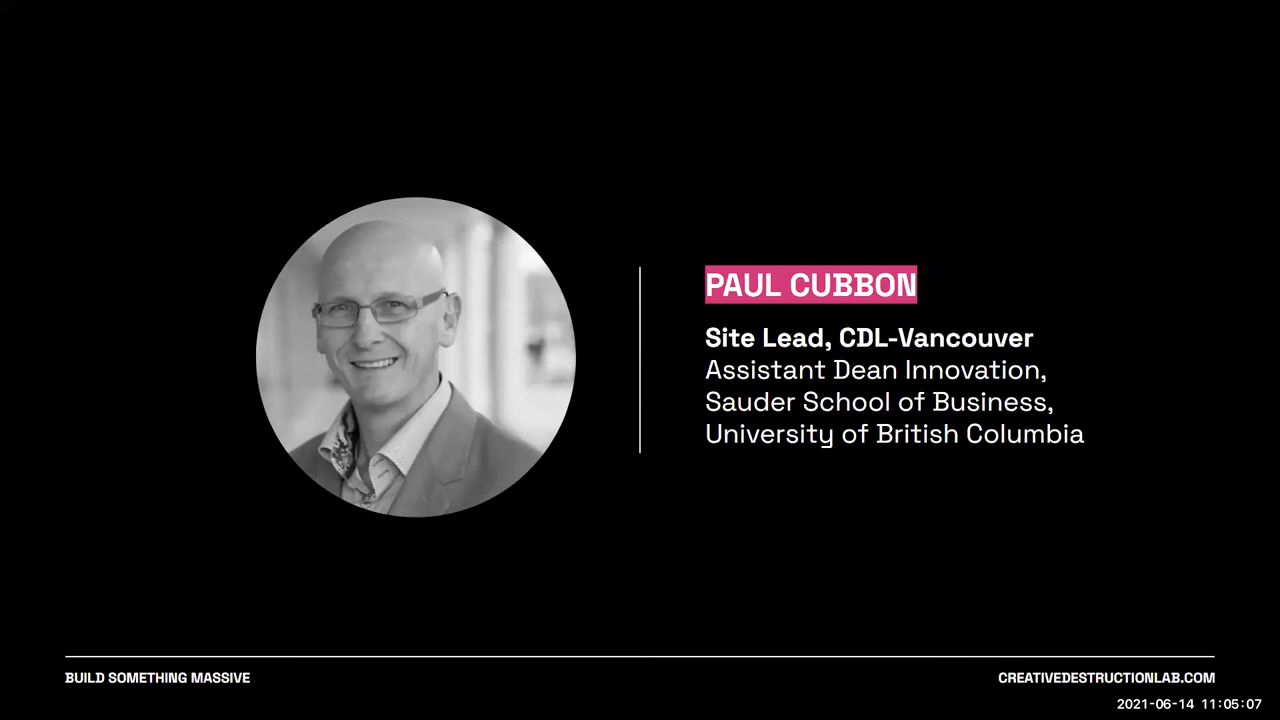 PAUL CUBBON
Site Lead, CDL-Vancouver
Assistant Dean Innovation,
Sauder School of Business,
University of British Columbia
BUILD SOMETHING MASSIVE
CREATIVEDESTRUCTIONLAB.COM
2021-06-14 11:05:07